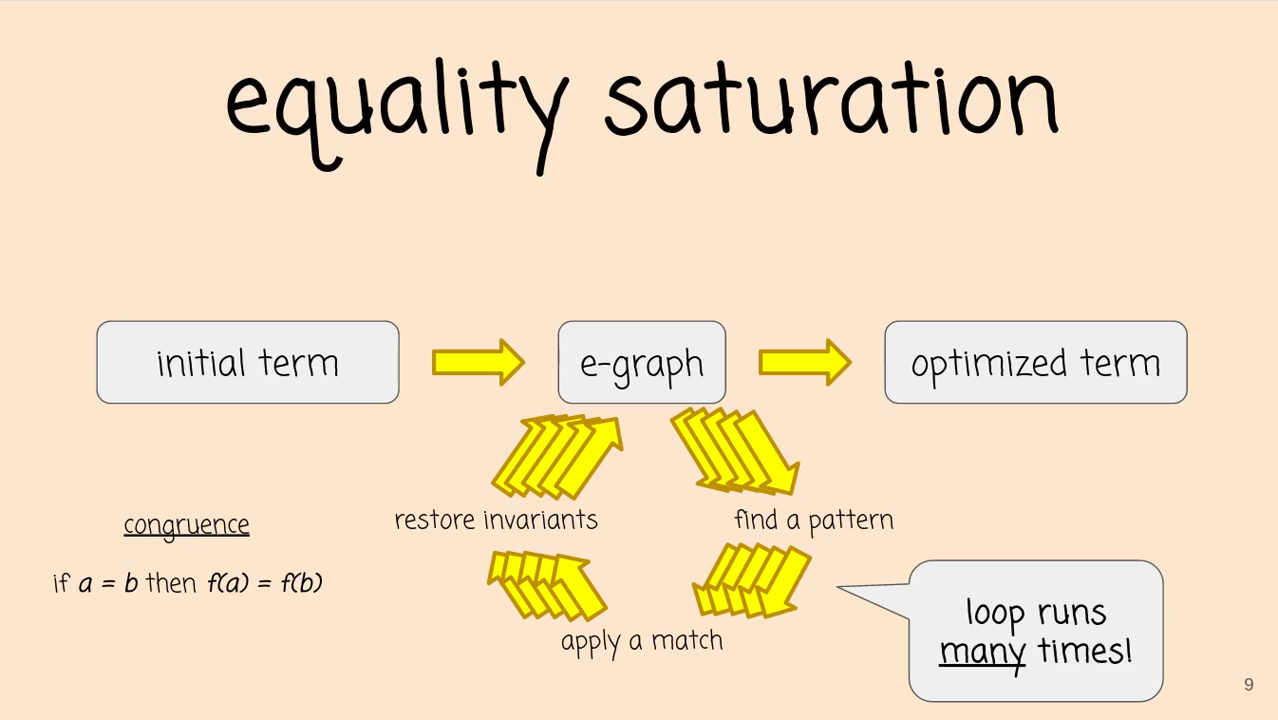 equality saturation
initial term
e-graph
optimized term
restore invariants
find a pattern
congruence
if a = b then f(a) = f(b)
apply a match
loop runs
many times!
9